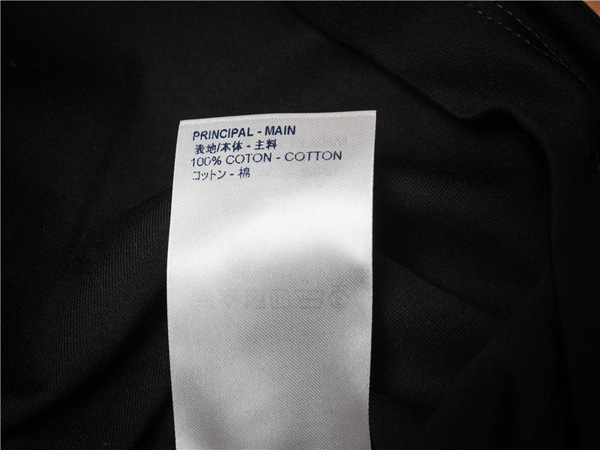 PRINCIPAL - MAIN
表地/本体 - 主料
100% COTON - COTTON
コットン - 棉